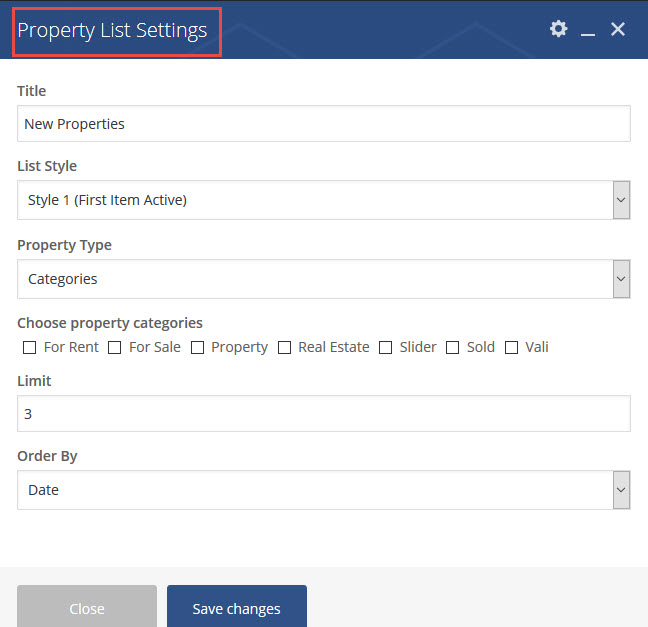 Property List Settings
Title
New Properties
List Style
Style 1 (First Item Active)
Property Type
Categories
Choose property categories
For Rent For Sale Property Real Estate Slider Sold Vali
Limit
3
Order By
Date
Close Save changes